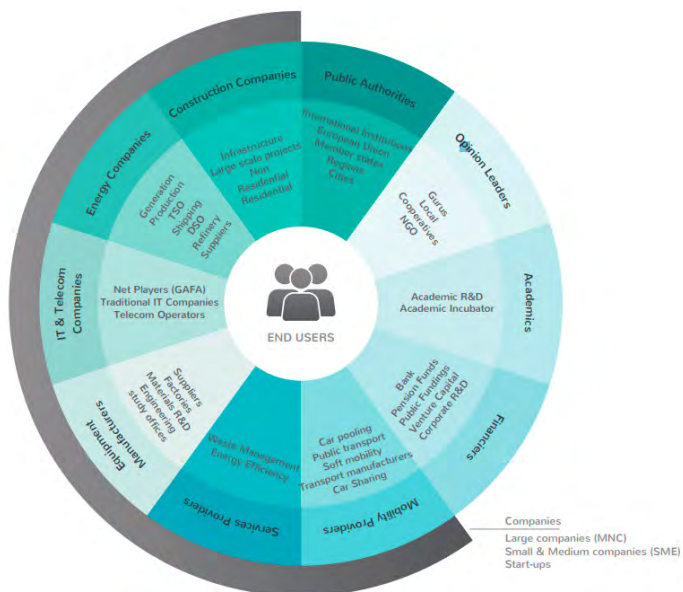 Construction Companies
Infrastructure
Large scale projects
Non
Residential
Residential
Public Authorities
International Institutions
European Union
Member states
Regions
Cities
Opinion Leaders
Gurus
Local
Cooperatives
NGO
Academics
Academic R&D
Academic Incubator
Financiers
Bank
Pension Funds
Public Fundings
Venture Capital
Corporate R&D
Mobility Providers
Car pooling
Public transport
Soft mobility
Transport manufacturers
Car Sharing
Services Providers
Waste Management
Energy Efficiency
Equipment
Manufacturers
Suppliers
Factories
Materials R&D
Engineering
study offices
IT & Telecom
Companies
Net Players (GAFA)
Traditional IT Companies
Telecom Operators
Energy Companies
Generation
Production
TSO
Shipping
DSO
Refinery
Suppliers
END USERS
Companies
Large companies (MNC)
Small & Medium companies (SME)
Start-ups